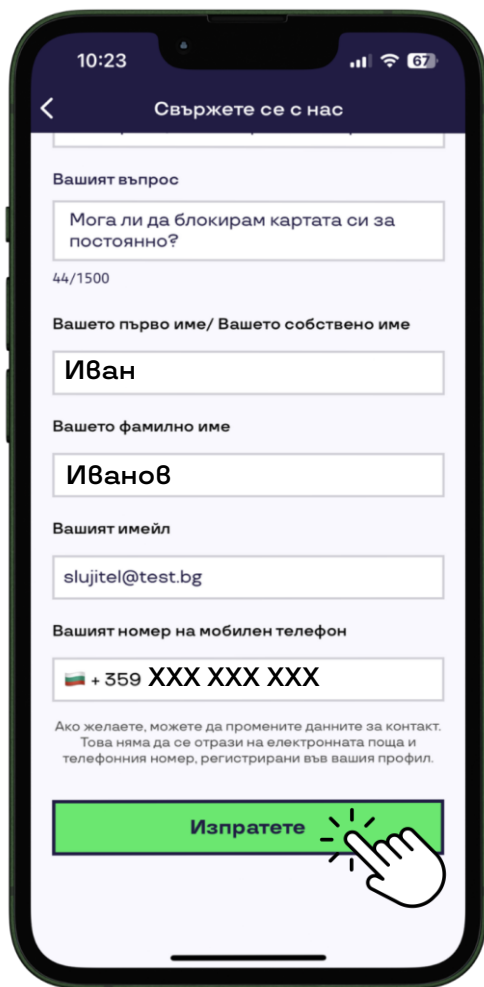 10:23
67
Свържете се с нас
Вашият въпрос
Мога ли да блокирам картата си за
постоянно?
44/1500
Вашето първо име/ Вашето собствено име
Иван
Вашето фамилно име
Иванов
Вашият имейл
slujitel@test.bg
Вашият номер на мобилен телефон
+ 359 XXX XXX XXX
Ако желаете, можете да промените данните за контакт.
Това няма да се отрази на електронната поща и
телефонния номер, регистрирани във вашия профил.
Изпратете